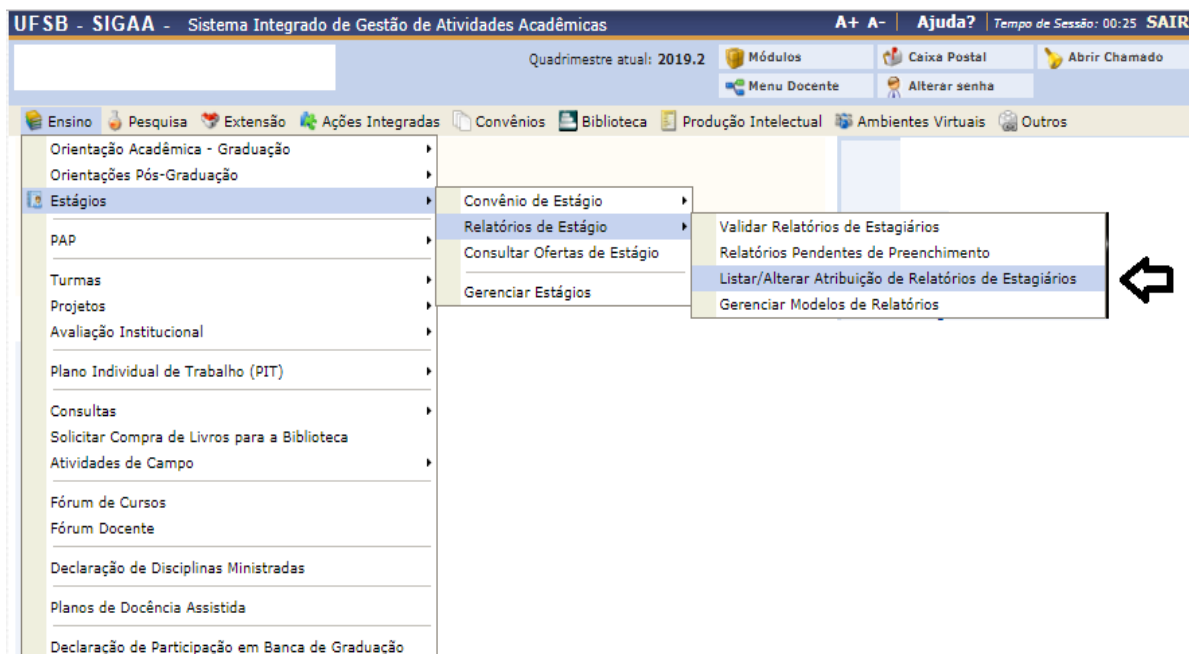 UFSB - SIGAA - Sistema Integrado de Gestão de Atividades Acadêmicas A+ A- | Ajuda? | Tempo de Sessão: 00:25 SAIR
Quadrimestre atual: 2019.2 Módulos Caixa Postal Abrir Chamado
Menu Docente Alterar senha
Ensino Pesquisa Extensão Ações Integradas Convênios Biblioteca Produção Intelectual Ambientes Virtuais Outros
Orientação Acadêmica - Graduação
Orientações Pós-Graduação
Estágios
PAP
Turmas
Projetos
Avaliação Institucional
Plano Individual de Trabalho (PIT)
Consultas
Solicitar Compra de Livros para a Biblioteca
Atividades de Campo
Fórum de Cursos
Fórum Docente
Declaração de Disciplinas Ministradas
Planos de Docência Assistida
Declaração de Participação em Banca de Graduação
Convênio de Estágio
Relatórios de Estágio
Consultar Ofertas de Estágio
Gerenciar Estágios
Validar Relatórios de Estagiários
Relatórios Pendentes de Preenchimento
Listar/Alterar Atribuição de Relatórios de Estagiários
Gerenciar Modelos de Relatórios